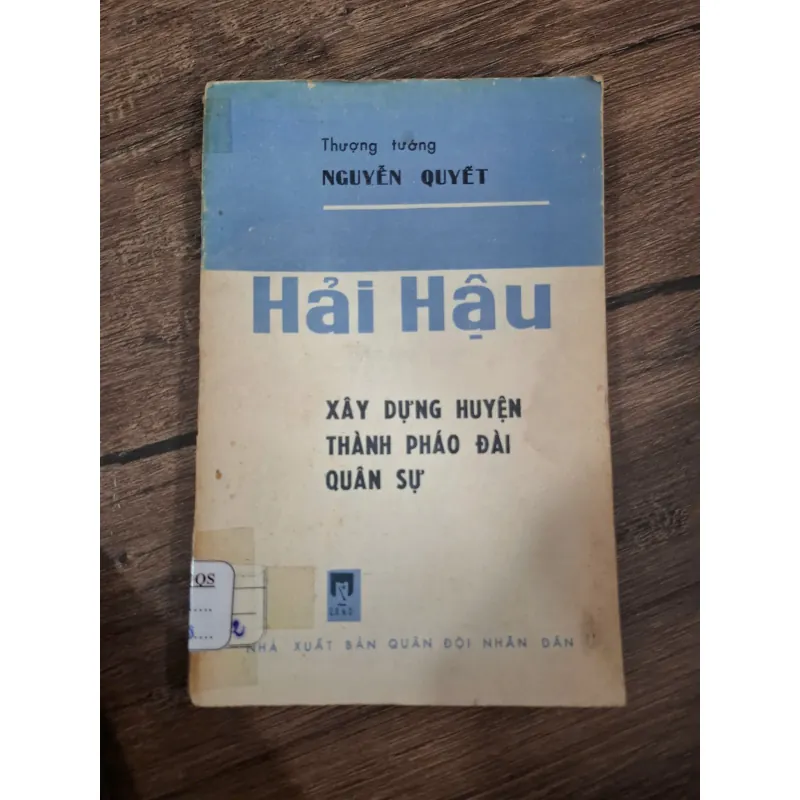 Thượng tướng
NGUYỄN QUYẾT
Hải Hậu
XÂY DỰNG HUYỆN
THÀNH PHÁO ĐÀI
QUÂN SỰ
QS
NHÀ XUẤT BẢN QUÂN ĐỘI NHÂN DÂN